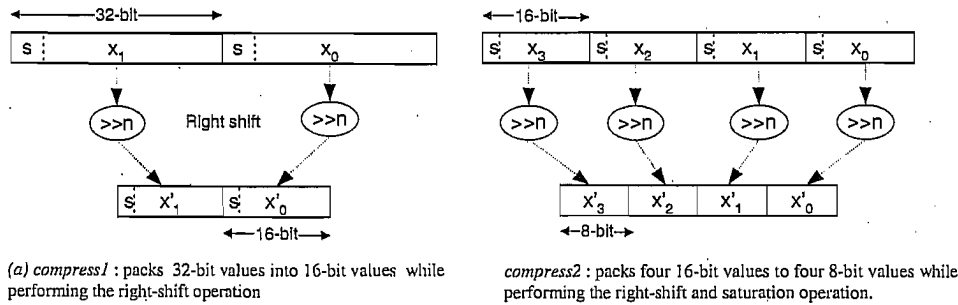 32-bit
16-bit
s x₁ s x₀
s x₃ s x₂ s x₁ s x₀
>>n Right shift >>n
>>n >>n >>n >>n
s x'₁ s x'₀
x'₃ x'₂ x'₁ x'₀
16-bit
8-bit
(a) compress1 : packs 32-bit values into 16-bit values while
performing the right-shift operation
compress2 : packs four 16-bit values to four 8-bit values while
performing the right-shift and saturation operation.